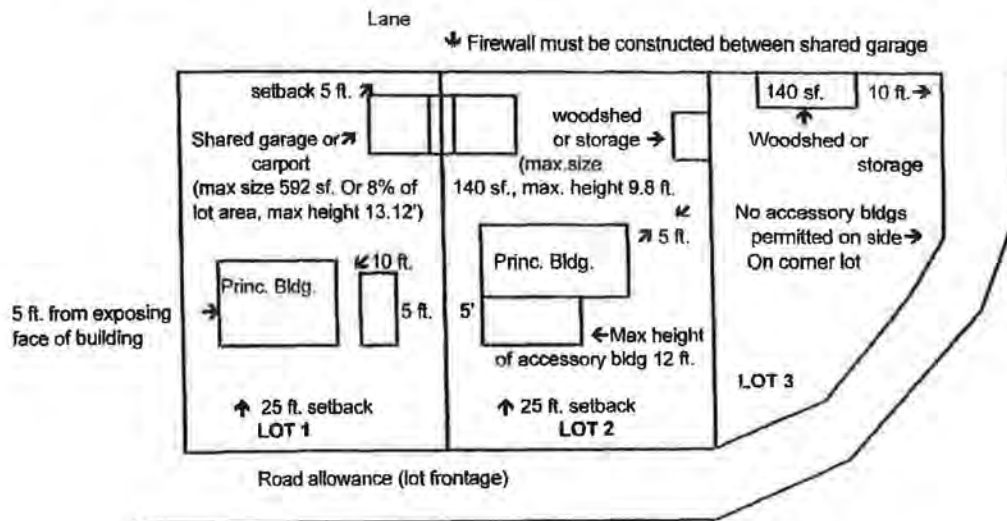 Lane
Firewall must be constructed between shared garage
setback 5 ft.
Shared garage or
carport
(max size 592 sf. Or 8% of
lot area, max height 13.12')
woodshed
or storage
(max.size
140 sf., max. height 9.8 ft.
140 sf.
10 ft.
Woodshed or
storage
No accessory bldgs
permitted on side
On corner lot
5 ft.
Princ. Bldg.
10 ft.
Princ. Bldg.
5 ft. from exposing
face of building
5 ft.
5'
Max height
of accessory bldg 12 ft.
LOT 3
25 ft. setback
LOT 1
25 ft. setback
LOT 2
Road allowance (lot frontage)